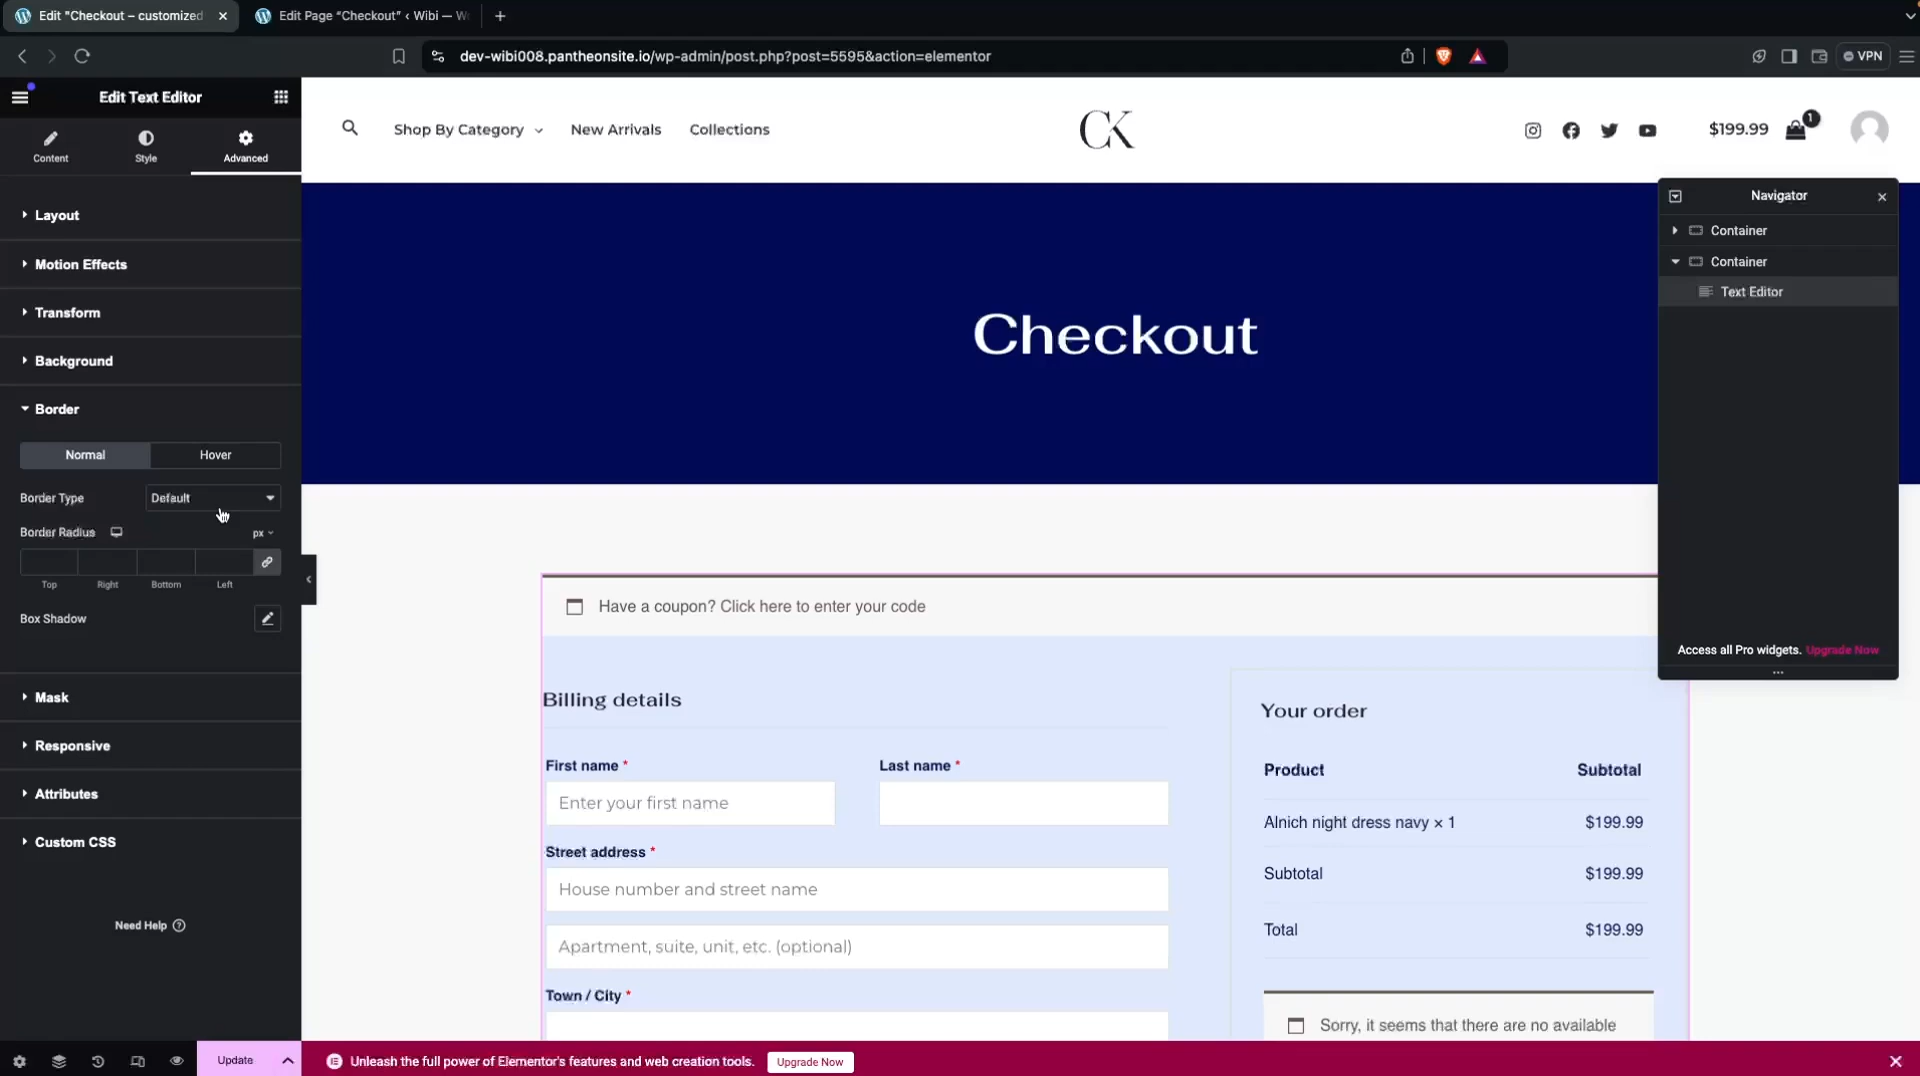 Edit "Checkout – customized
Edit Page "Checkout" ‹ Wibi — W
dev-wibi008.pantheonsite.io/wp-admin/post.php?post=5595&action=elementor
VPN
Edit Text Editor
Content
Style
Advanced
Layout
Motion Effects
Transform
Background
Border
Normal
Hover
Border Type
Default
Border Radius
px
Top
Right
Bottom
Left
Box Shadow
Mask
Responsive
Attributes
Custom CSS
Need Help
Update
Shop By Category
New Arrivals
Collections
CK
$199.99
1
Checkout
Navigator
Container
Container
Text Editor
Access all Pro widgets. Upgrade Now
Have a coupon? Click here to enter your code
Billing details
First name *
Last name *
Enter your first name
Street address *
House number and street name
Apartment, suite, unit, etc. (optional)
Town / City *
Your order
Product Subtotal
Alnich night dress navy × 1 $199.99
Subtotal $199.99
Total $199.99
Sorry, it seems that there are no available
Unleash the full power of Elementor's features and web creation tools.
Upgrade Now